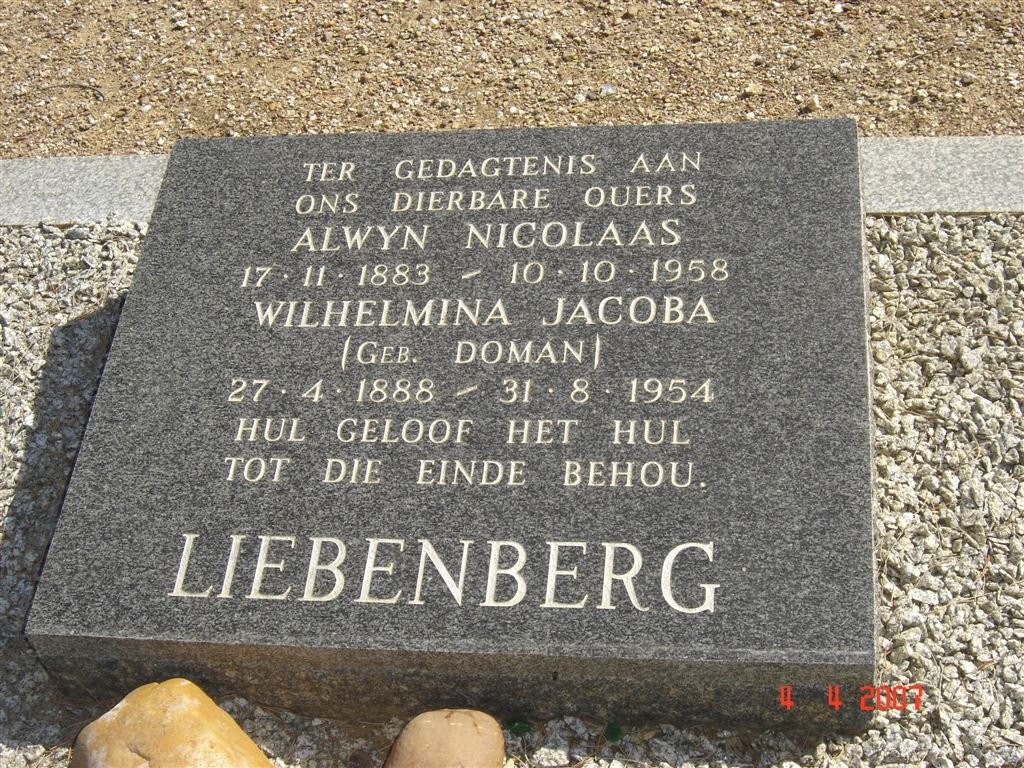 TER GEDAGTENIS AAN
ONS DIERBARE OUERS
ALWYN NICOLAAS
17 · 11 · 1883 – 10 · 10 · 1958
WILHELMINA JACOBA
(GEB. DOMAN)
27 · 4 · 1888 – 31 · 8 · 1954
HUL GELOOF HET HUL
TOT DIE EINDE BEHOU.
LIEBENBERG
4 4 2007